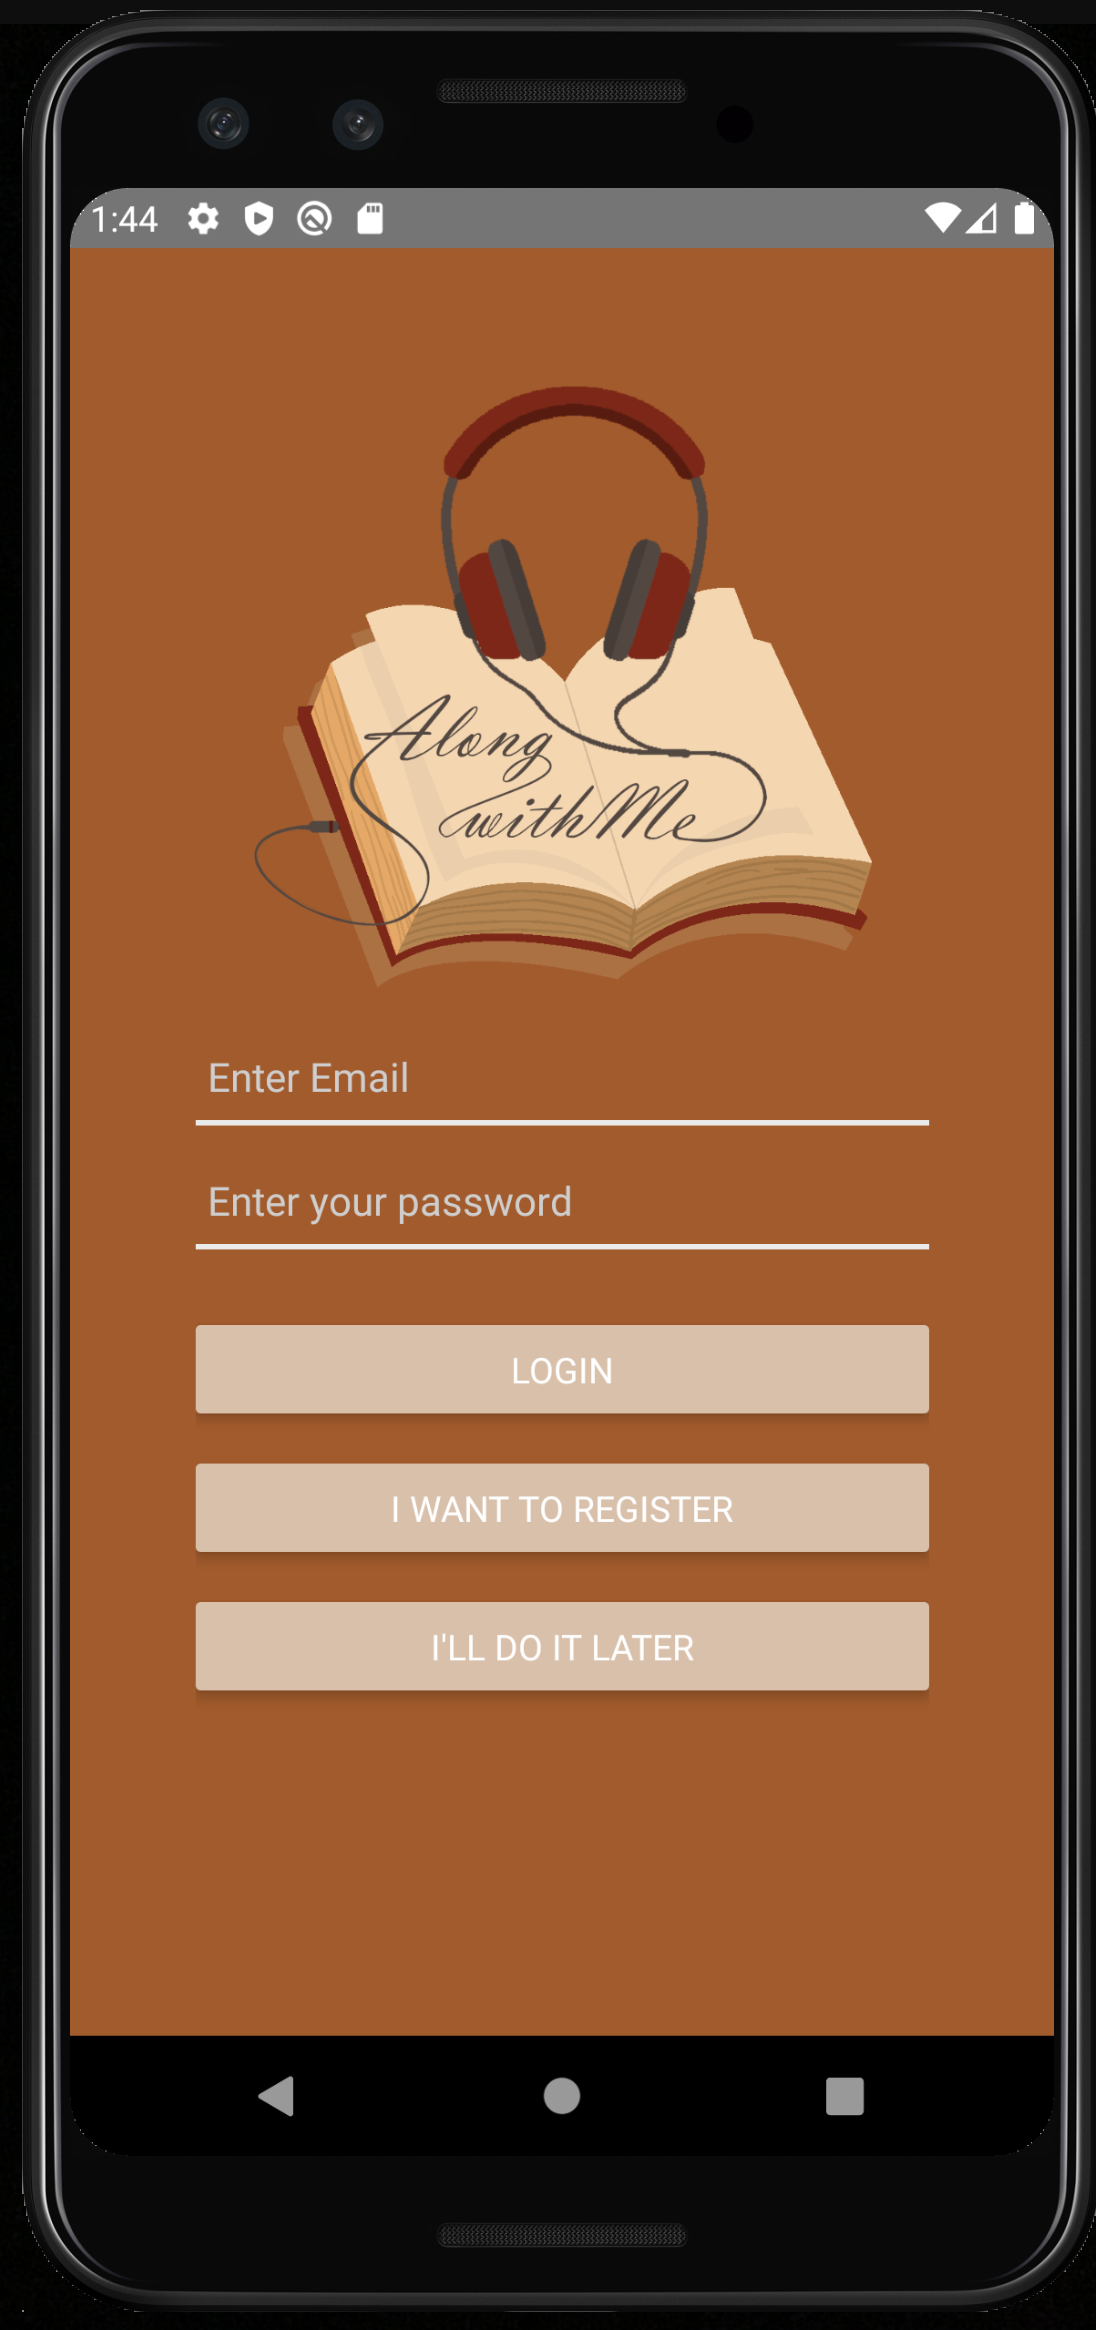 1:44
Along
with Me
Enter Email
Enter your password
LOGIN
I WANT TO REGISTER
I'LL DO IT LATER